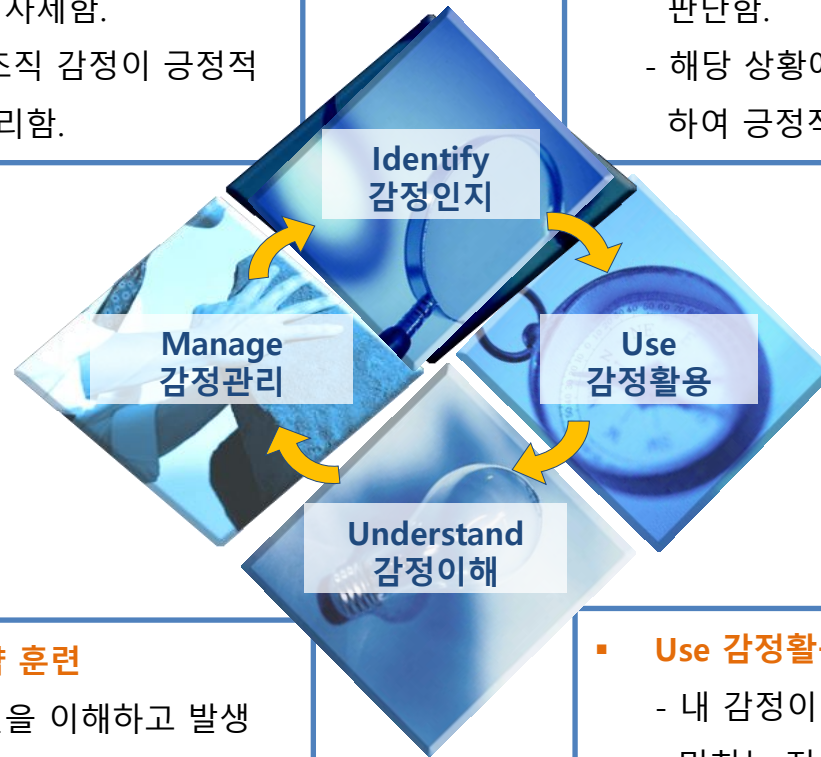 사세함.
조직 감정이 긍정적
리함.
판단함.
- 해당 상황에
하여 긍정적
Identify
감정인지
Manage
감정관리
Use
감정활용
Understand
감정이해
훈련
을 이해하고 발생
▪ Use 감정활용
- 내 감정이